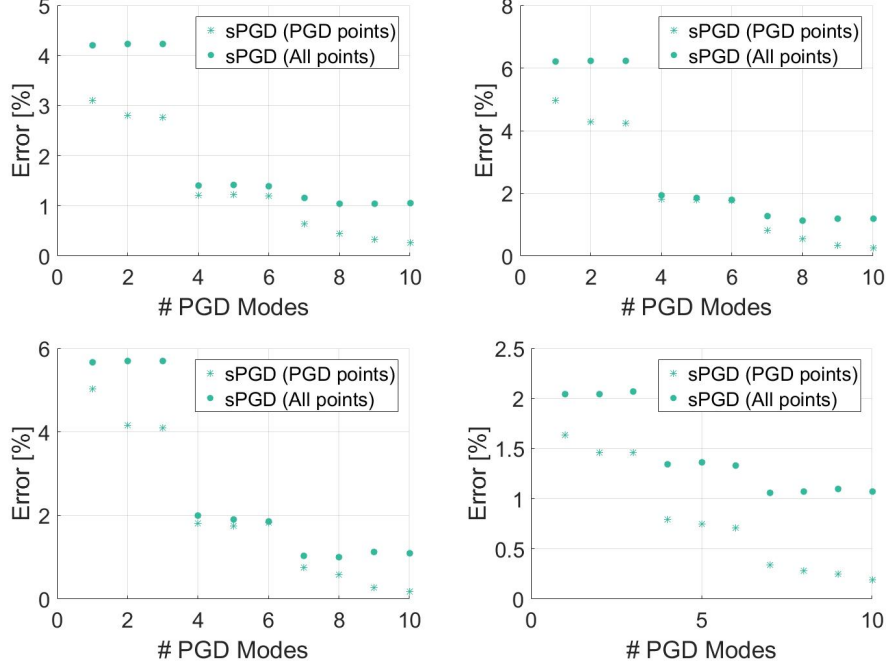 5
4
3
2
1
0
Error [%]
sPGD (PGD points)
sPGD (All points)
0 2 4 6 8 10
# PGD Modes
8
6
4
2
0
Error [%]
sPGD (PGD points)
sPGD (All points)
0 2 4 6 8 10
# PGD Modes
6
4
2
0
Error [%]
sPGD (PGD points)
sPGD (All points)
0 2 4 6 8 10
# PGD Modes
2.5
2
1.5
1
0.5
0
Error [%]
sPGD (PGD points)
sPGD (All points)
0 5 10
# PGD Modes